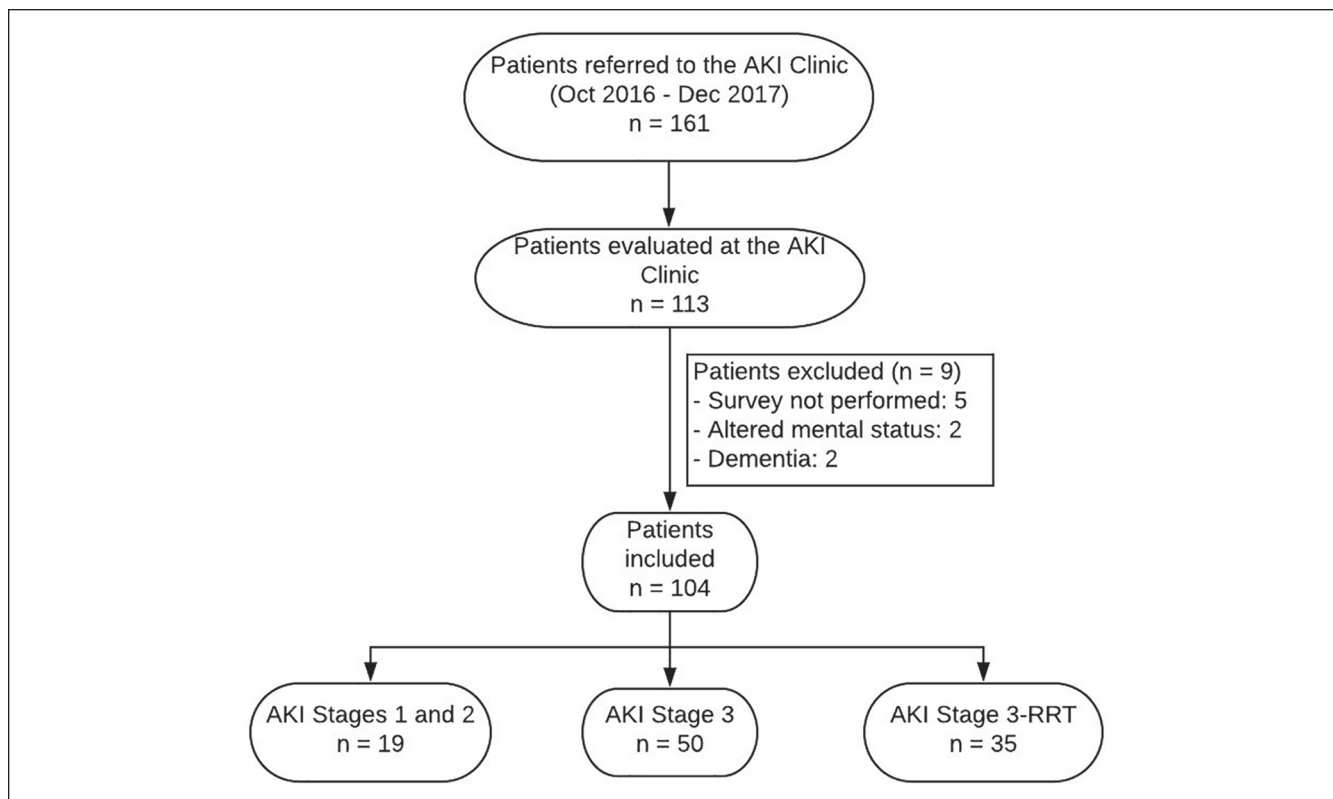 Patients referred to the AKI Clinic
(Oct 2016 - Dec 2017)
n = 161
Patients evaluated at the AKI
Clinic
n = 113
Patients excluded (n = 9)
- Survey not performed: 5
- Altered mental status: 2
- Dementia: 2
Patients
included
n = 104
AKI Stages 1 and 2
n = 19
AKI Stage 3
n = 50
AKI Stage 3-RRT
n = 35